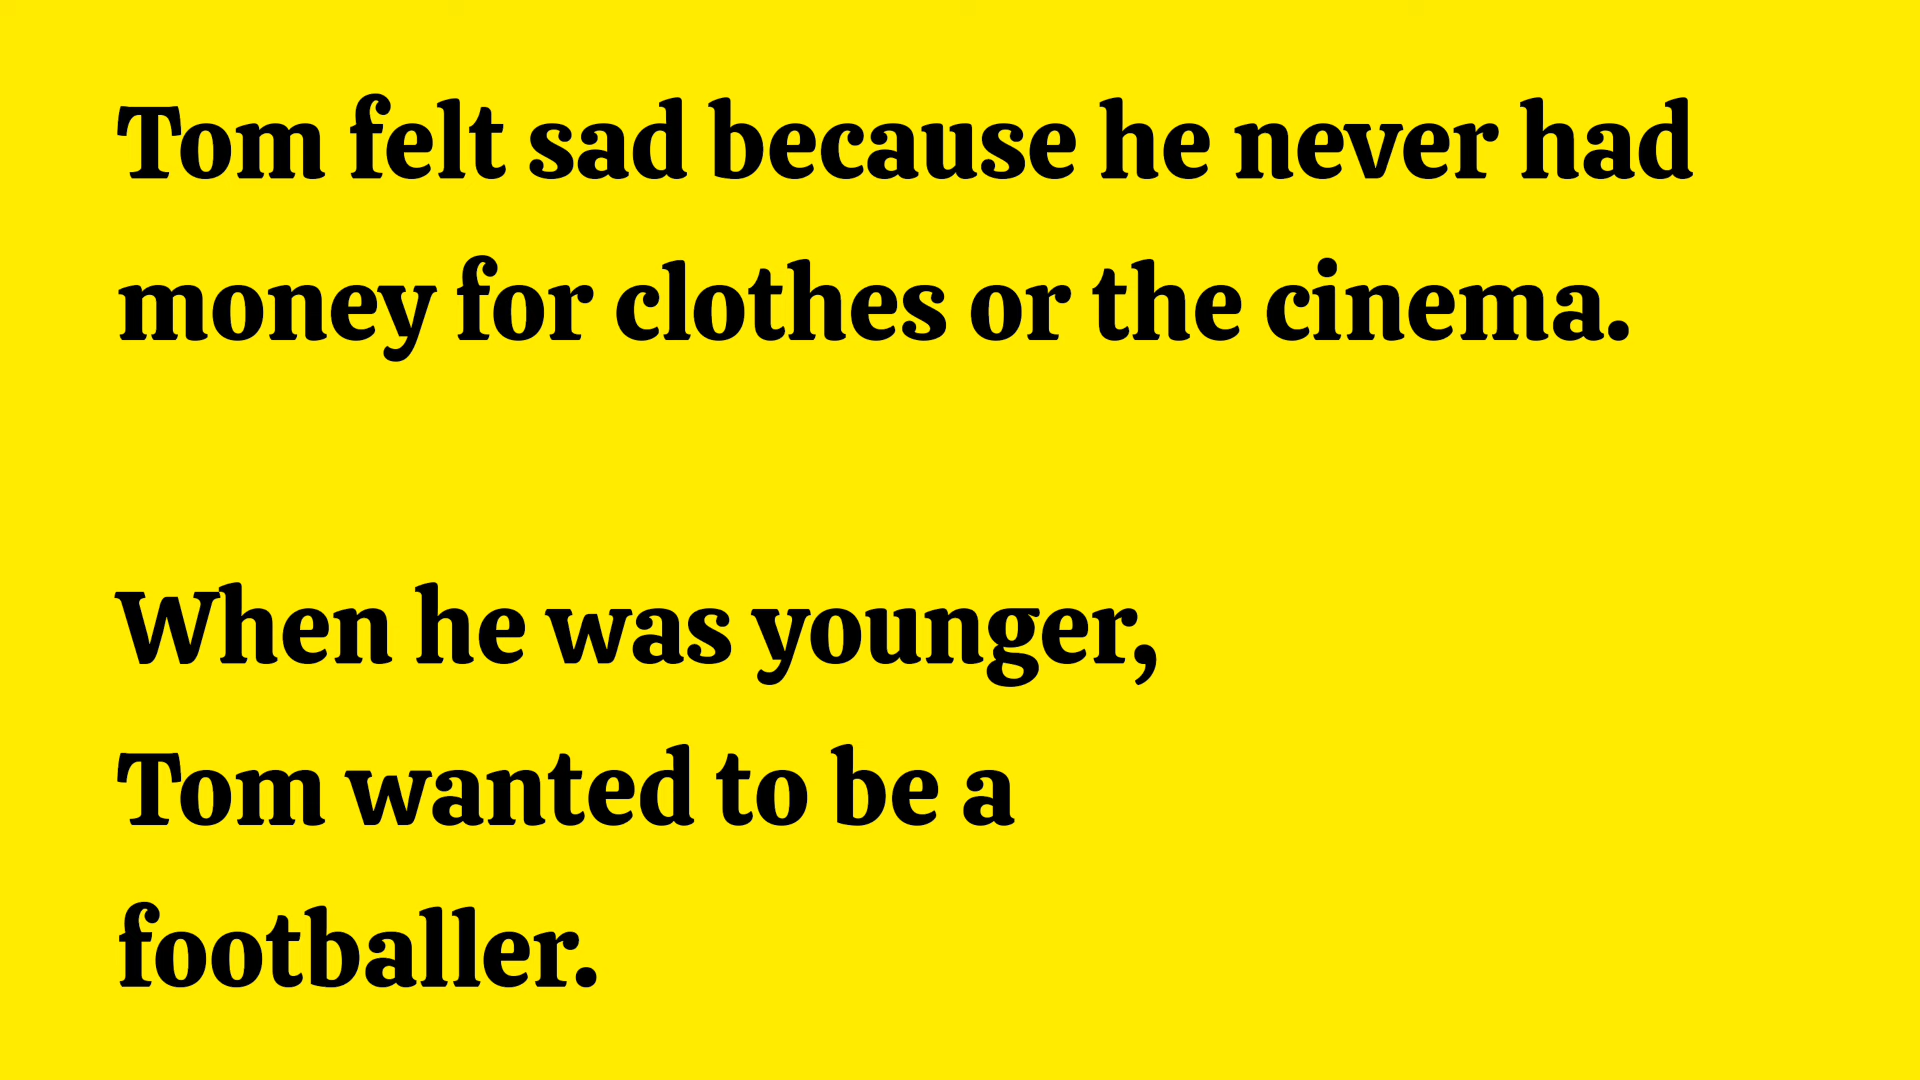 Tom felt sad because he never had
money for clothes or the cinema.
When he was younger,
Tom wanted to be a
footballer.